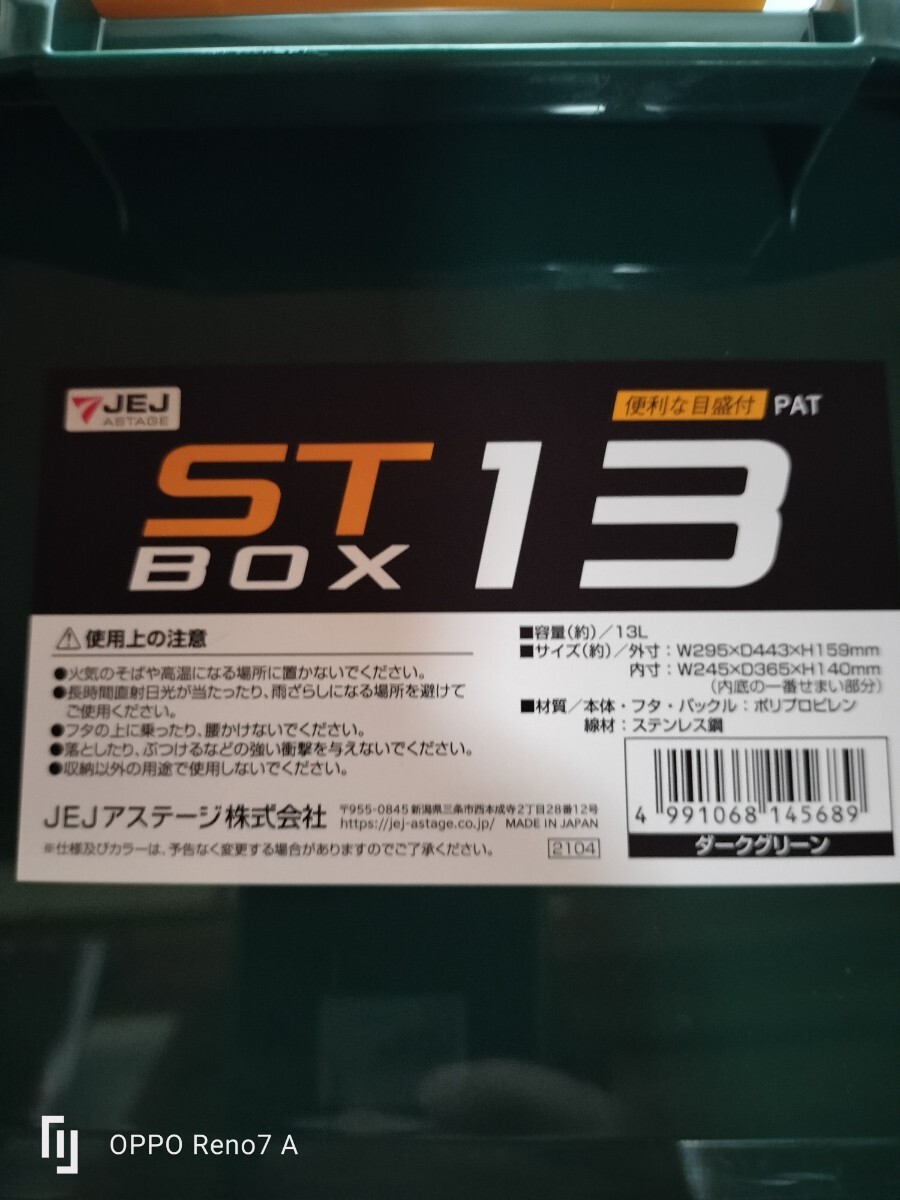 JEJ
ASTAGE
便利な目盛付 PAT
ST
BOX
13
⚠使用上の注意
●火気のそばや高温になる場所に置かないでください。
●長時間直射日光が当たったり、雨ざらしになる場所を避けて
ご使用ください。
●フタの上に乗ったり、腰かけないでください。
●落としたり、ぶつけるなどの強い衝撃を与えないでください。
●収納以外の用途で使用しないでください。
■容量(約)／13L
■サイズ(約)／外寸：W295×D443×H159mm
内寸：W245×D365×H140mm
(内底の一番せまい部分)
■材質／本体・フタ・バックル：ポリプロピレン
線材：ステンレス鋼
JEJアステージ株式会社
〒955-0845 新潟県三条市西本成寺2丁目28番12号
https://jej-astage.co.jp/ MADE IN JAPAN
※仕様及びカラーは、予告なく変更する場合がありますのでご了承ください。
2104
4 991068 145689
ダークグリーン
OPPO Reno7 A